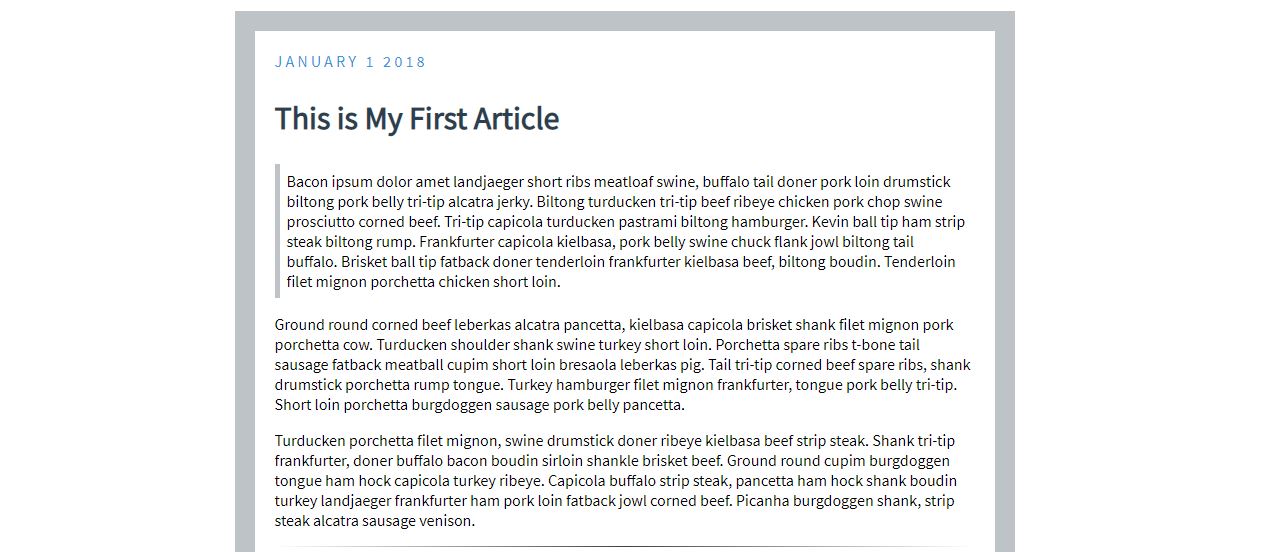 JANUARY 1 2018
This is My First Article
Bacon ipsum dolor amet landjaeger short ribs meatloaf swine, buffalo tail doner pork loin drumstick
biltong pork belly tri-tip alcatra jerky. Biltong turducken tri-tip beef ribeye chicken pork chop swine
prosciutto corned beef. Tri-tip capicola turducken pastrami biltong hamburger. Kevin ball tip ham strip
steak biltong rump. Frankfurter capicola kielbasa, pork belly swine chuck flank jowl biltong tail
buffalo. Brisket ball tip fatback doner tenderloin frankfurter kielbasa beef, biltong boudin. Tenderloin
filet mignon porchetta chicken short loin.
Ground round corned beef leberkas alcatra pancetta, kielbasa capicola brisket shank filet mignon pork
porchetta cow. Turducken shoulder shank swine turkey short loin. Porchetta spare ribs t-bone tail
sausage fatback meatball cupim short loin bresaola leberkas pig. Tail tri-tip corned beef spare ribs, shank
drumstick porchetta rump tongue. Turkey hamburger filet mignon frankfurter, tongue pork belly tri-tip.
Short loin porchetta burgdoggen sausage pork belly pancetta.
Turducken porchetta filet mignon, swine drumstick doner ribeye kielbasa beef strip steak. Shank tri-tip
frankfurter, doner buffalo bacon boudin sirloin shankle brisket beef. Ground round cupim burgdoggen
tongue ham hock capicola turkey ribeye. Capicola buffalo strip steak, pancetta ham hock shank boudin
turkey landjaeger frankfurter ham pork loin fatback jowl corned beef. Picanha burgdoggen shank, strip
steak alcatra sausage venison.